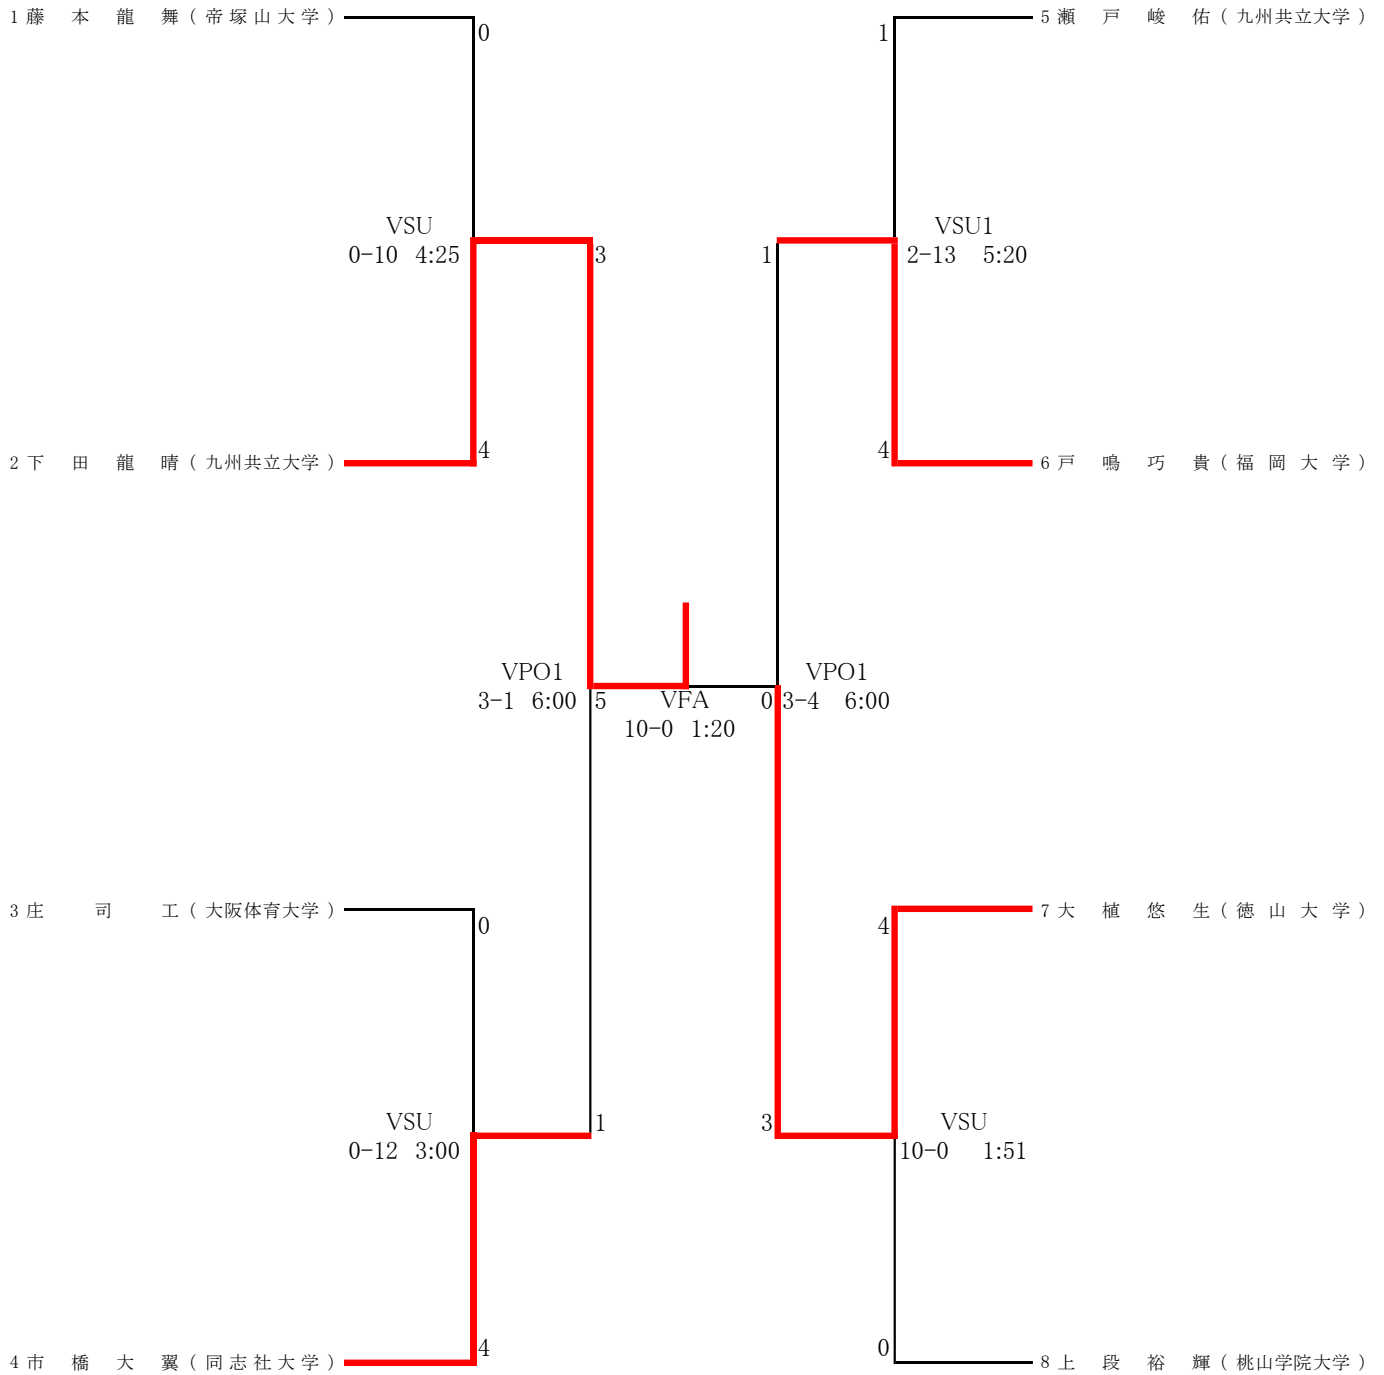 1 藤本龍舞(帝塚山大学)
0
VSU
0-10 4:25
3
4
2 下田龍晴(九州共立大学)
VPO1
3-1 6:00
5
VFA
10-0 1:20
3 庄司工(大阪体育大学)
0
VSU
0-12 3:00
1
4
4 市橋大翼(同志社大学)
5 瀬戸峻佑(九州共立大学)
1
VSU1
2-13 5:20
1
4
6 戸鳴巧貴(福岡大学)
VPO1
0
3-4 6:00
7 大植悠生(徳山大学)
4
3
VSU
10-0 1:51
0
8 上段裕輝(桃山学院大学)